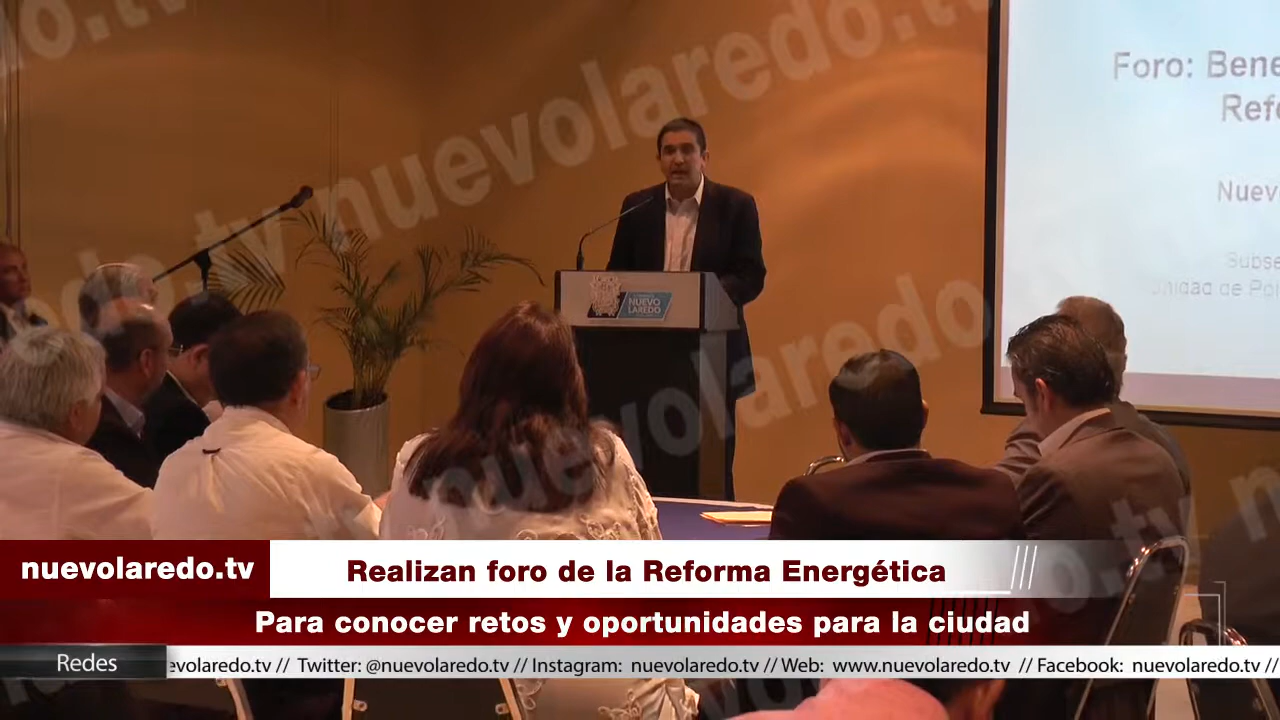 Foro: Bene
Refo
Nuev
Subse
Unidad de Pol
NUEVO
LAREDO
nuevolaredo.tv
Realizan foro de la Reforma Energética
Para conocer retos y oportunidades para la ciudad
Redes
evolaredo.tv // Twitter: @nuevolaredo.tv // Instagram: nuevolaredo.tv // Web: www.nuevolaredo.tv // Facebook: nuevolaredo.tv //
nuevolaredo.tv